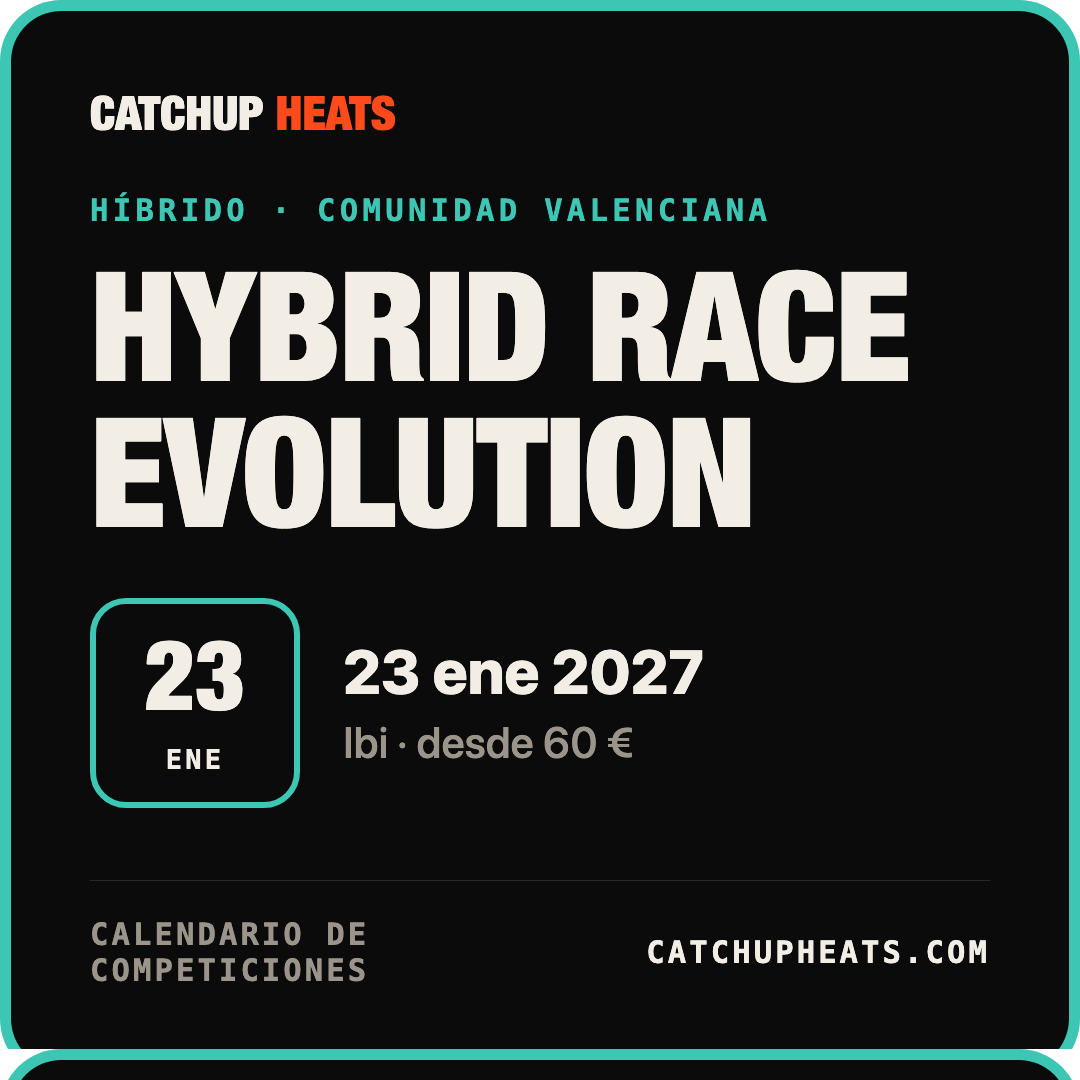 CATCHUP HEATS
HÍBRIDO · COMUNIDAD VALENCIANA
HYBRID RACE
EVOLUTION
23
ENE
23 ene 2027
Ibi · desde 60 €
CALENDARIO DE
COMPETICIONES
CATCHUPHEATS.COM